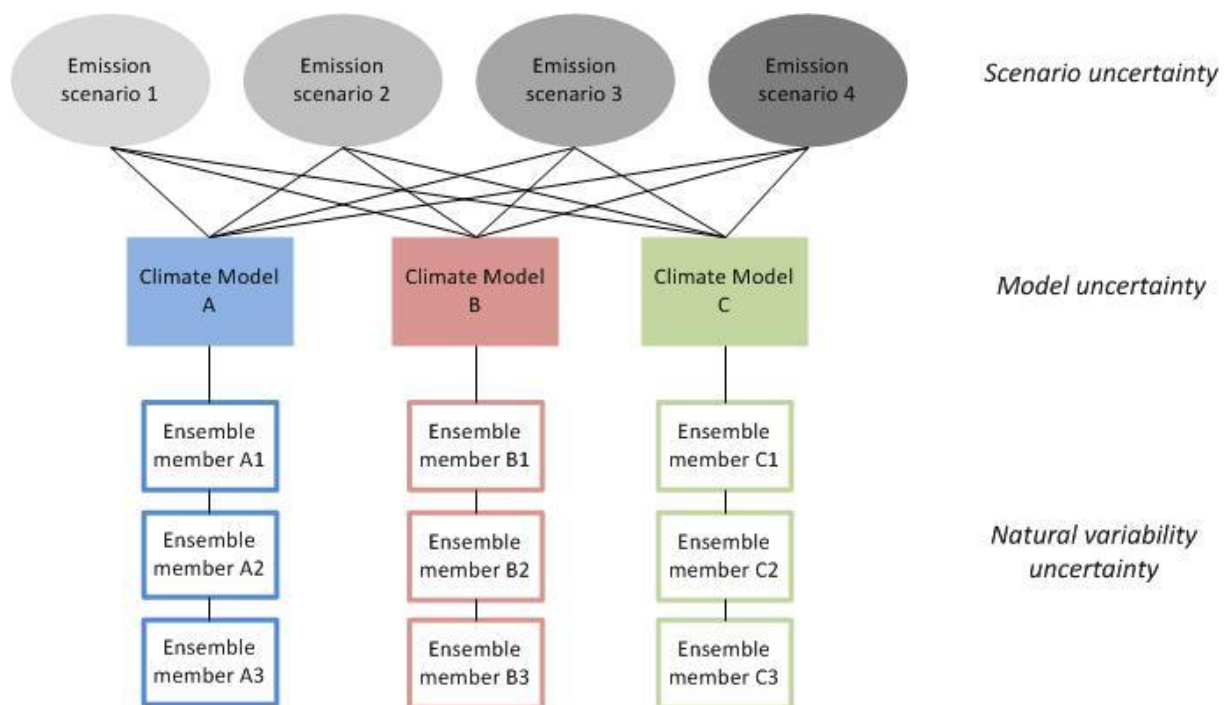 Emission
scenario 1
Emission
scenario 2
Emission
scenario 3
Emission
scenario 4
Scenario uncertainty
Climate Model
A
Climate Model
B
Climate Model
C
Model uncertainty
Ensemble
member A1
Ensemble
member B1
Ensemble
member C1
Ensemble
member A2
Ensemble
member B2
Ensemble
member C2
Natural variability
uncertainty
Ensemble
member A3
Ensemble
member B3
Ensemble
member C3